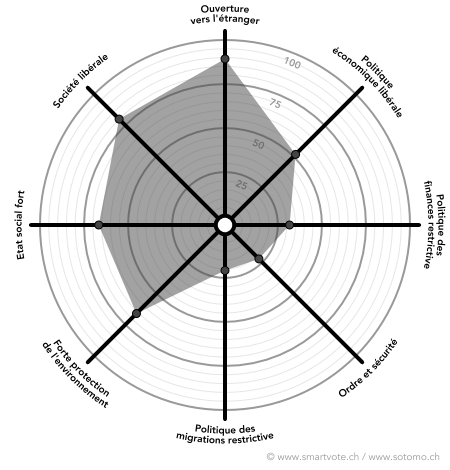 Ouverture
vers l'étranger
Politique
économique libérale
Société libérale
100
75
50
25
Etat social fort
Politique des
finances restrictive
Forte protection
de l'environnement
Ordre et sécurité
Politique des
migrations restrictive
© www.smartvote.ch / www.sotomo.ch